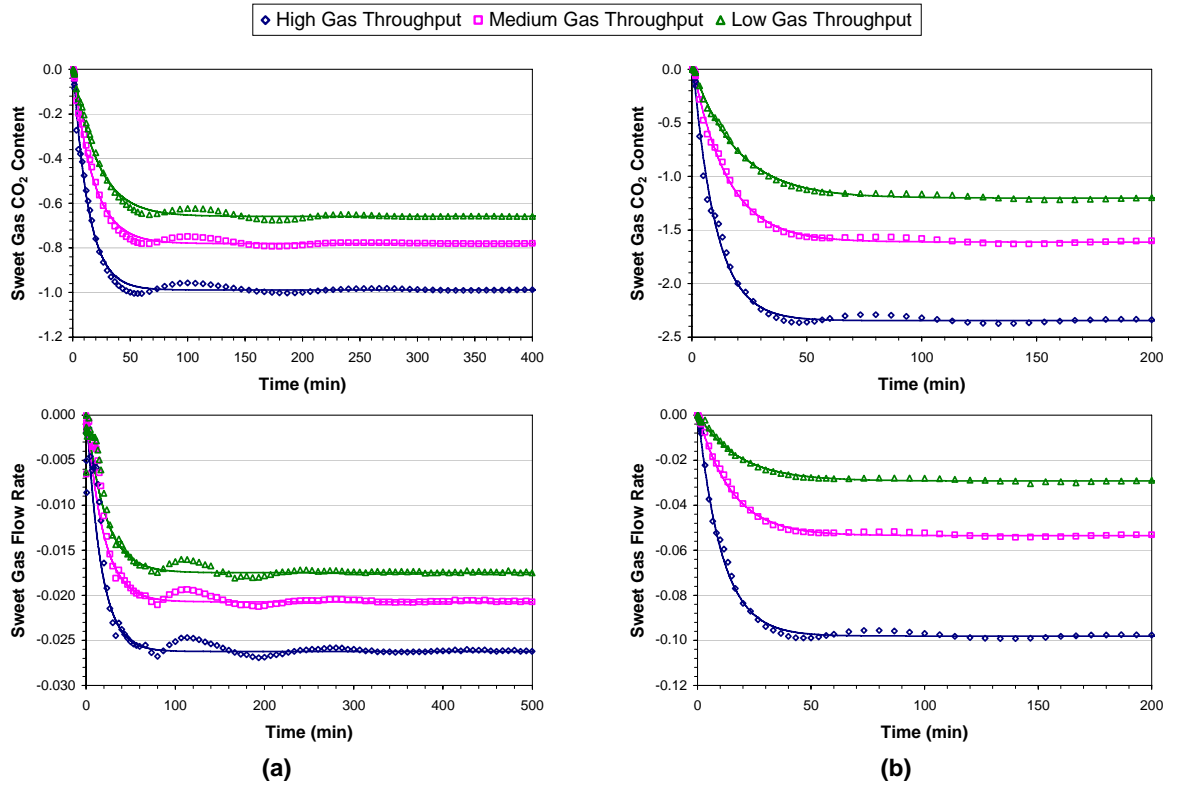 High Gas Throughput Medium Gas Throughput Low Gas Throughput
0.0
-0.2
-0.4
-0.6
-0.8
-1.0
-1.2
0 50 100 150 200 250 300 350 400
Time (min)
Sweet Gas CO₂ Content
0.0
-0.5
-1.0
-1.5
-2.0
-2.5
0 50 100 150 200
Time (min)
Sweet Gas CO₂ Content
0.000
-0.005
-0.010
-0.015
-0.020
-0.025
-0.030
0 100 200 300 400 500
Time (min)
Sweet Gas Flow Rate
0.00
-0.02
-0.04
-0.06
-0.08
-0.10
-0.12
0 50 100 150 200
Time (min)
Sweet Gas Flow Rate
(a)
(b)